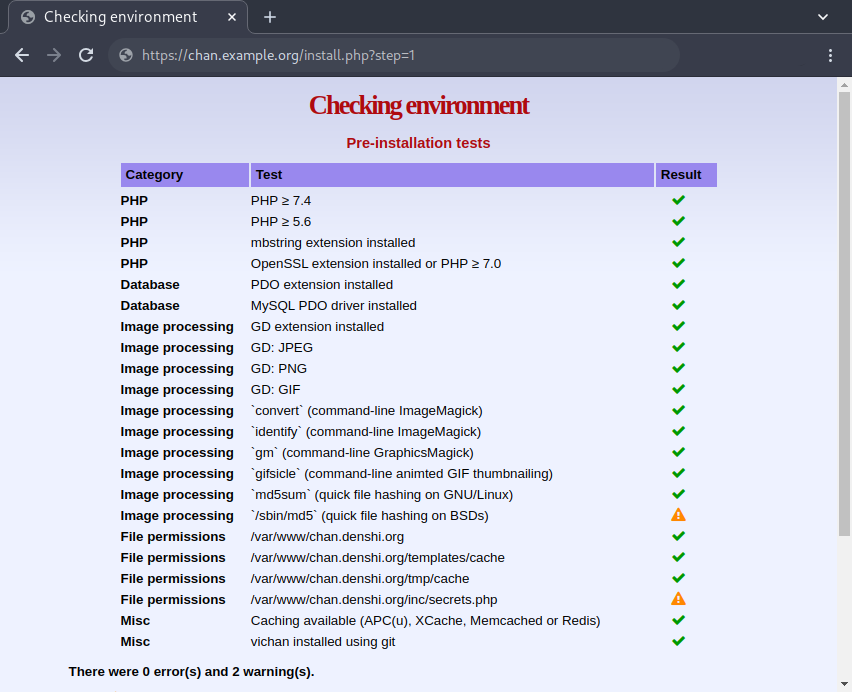 Checking environment
https://chan.example.org/install.php?step=1
Checking environment
Pre-installation tests
Category Test Result
PHP PHP ≥ 7.4
PHP PHP ≥ 5.6
PHP mbstring extension installed
PHP OpenSSL extension installed or PHP ≥ 7.0
Database PDO extension installed
Database MySQL PDO driver installed
Image processing GD extension installed
Image processing GD: JPEG
Image processing GD: PNG
Image processing GD: GIF
Image processing `convert` (command-line ImageMagick)
Image processing `identify` (command-line ImageMagick)
Image processing `gm` (command-line GraphicsMagick)
Image processing `gifsicle` (command-line animted GIF thumbnailing)
Image processing `md5sum` (quick file hashing on GNU/Linux)
Image processing `/sbin/md5` (quick file hashing on BSDs)
File permissions /var/www/chan.denshi.org
File permissions /var/www/chan.denshi.org/templates/cache
File permissions /var/www/chan.denshi.org/tmp/cache
File permissions /var/www/chan.denshi.org/inc/secrets.php
Misc Caching available (APC(u), XCache, Memcached or Redis)
Misc vichan installed using git
There were 0 error(s) and 2 warning(s).